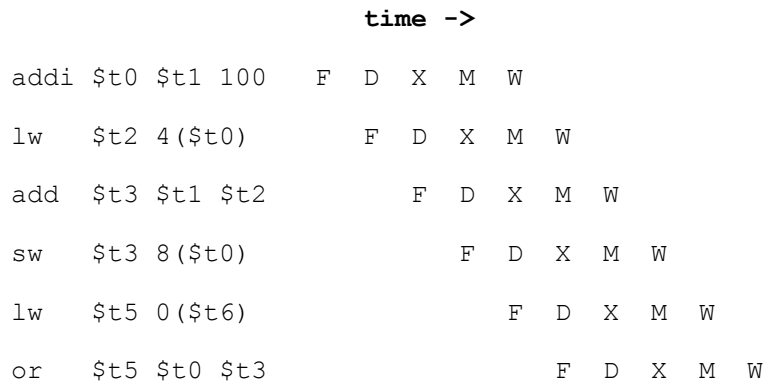 time ->
addi $t0 $t1 100 F D X M W
lw $t2 4($t0) F D X M W
add $t3 $t1 $t2 F D X M W
sw $t3 8($t0) F D X M W
lw $t5 0($t6) F D X M W
or $t5 $t0 $t3 F D X M W